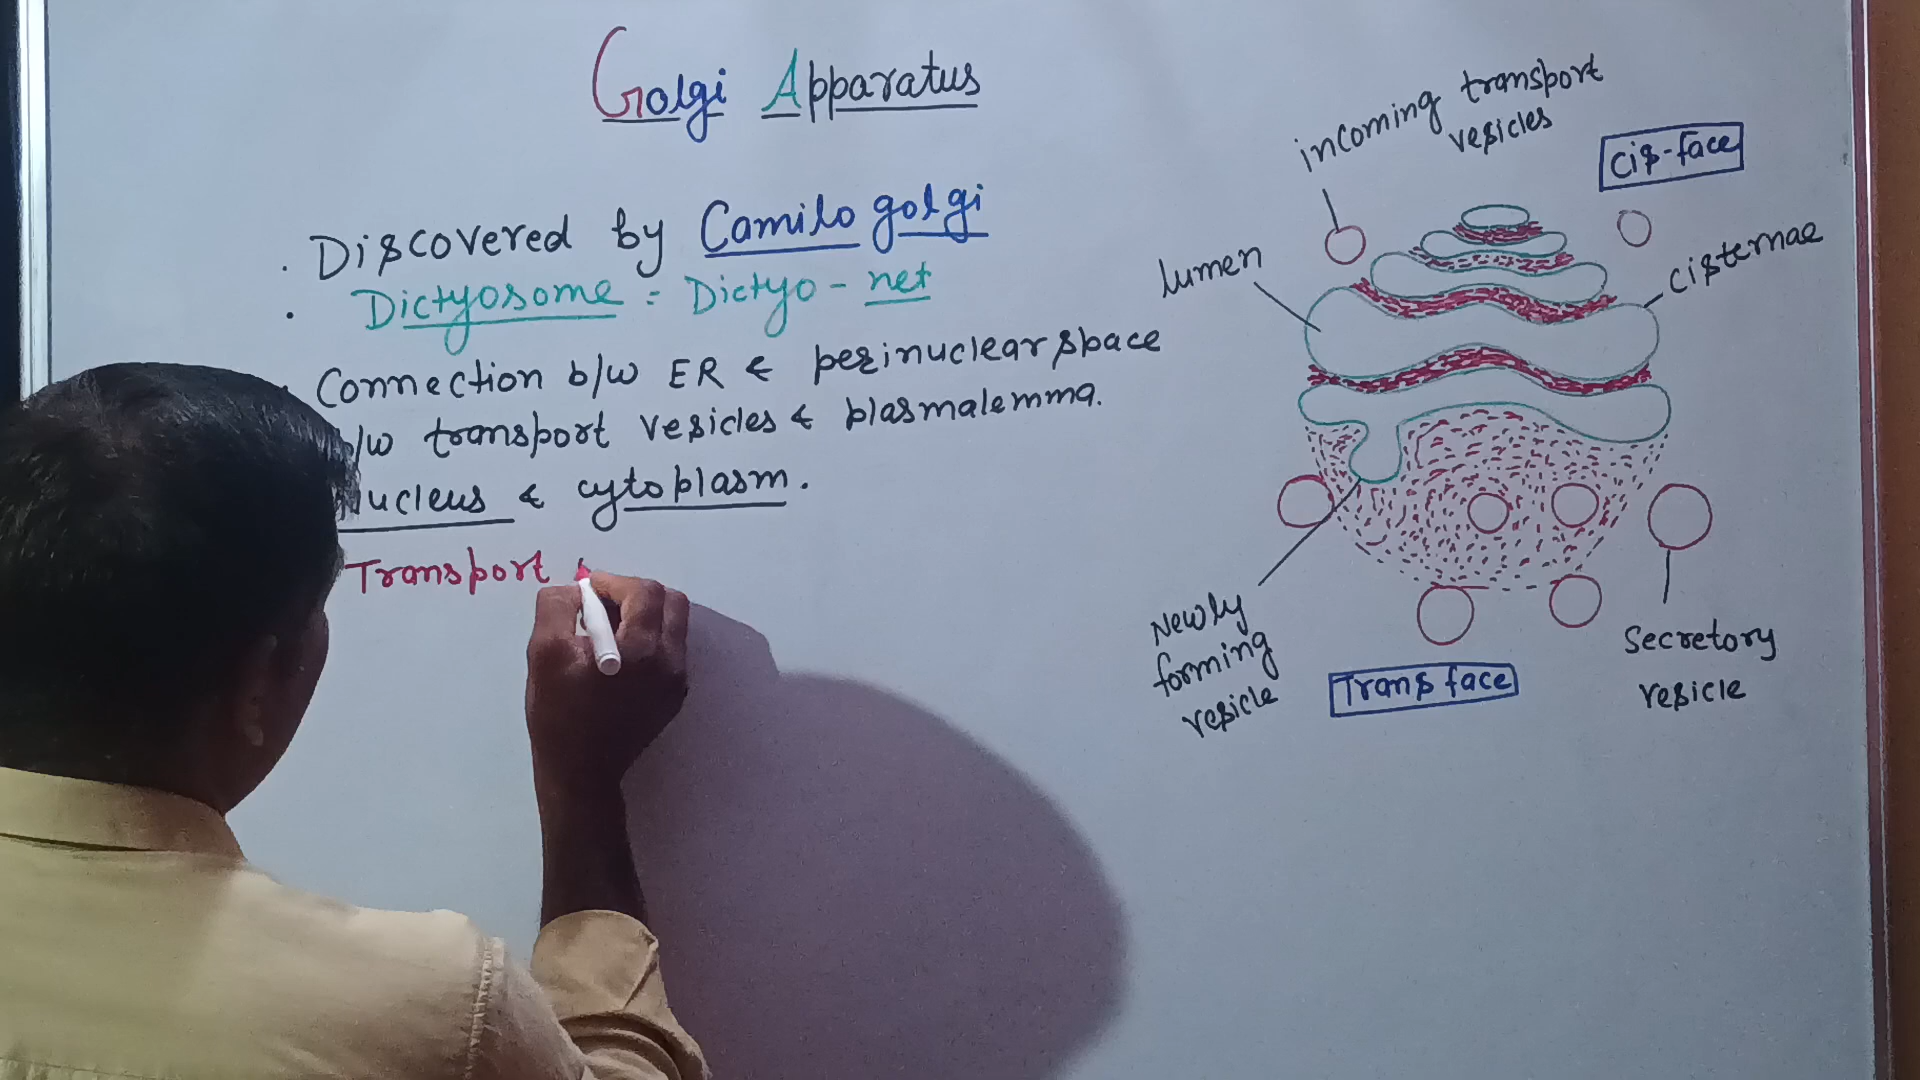 Golgi Apparatus
. Discovered by Camilo golgi
. Dictyosome = Dictyo - net
. Connection b/w ER & perinuclear space
b/w transport vesicles & plasmalemma.
Nucleus & cytoplasm.
Transport
incoming transport
vesicles
Cis-face
lumen
cisternae
Newly
forming
vesicle
Trans face
Secretory
vesicle